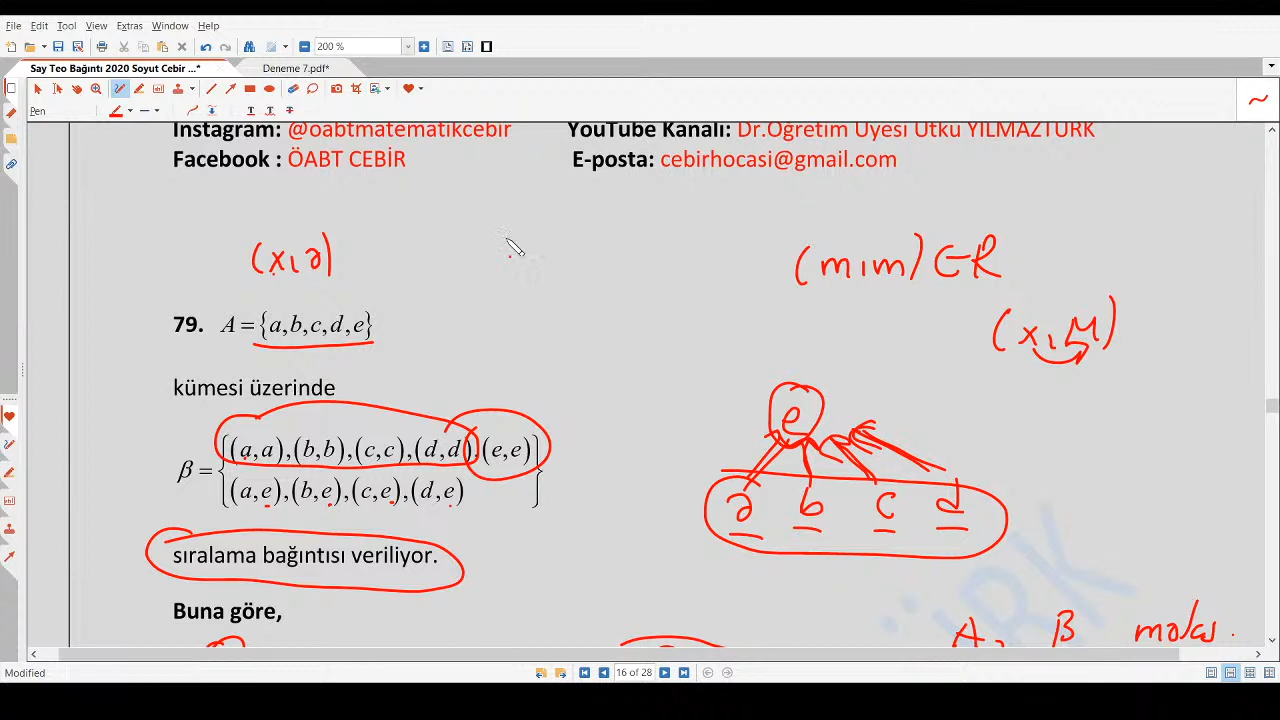 File Edit Tool View Extras Window Help
200 %
Say Teo Bağıntı 2020 Soyut Cebir ...* Deneme 7.pdf*
Pen
Instagram: @oabtmatematikcebir YouTube Kanalı: Dr.Öğretim Üyesi Utku YILMAZTÜRK
Facebook : ÖABT CEBİR E-posta: cebirhocasi@gmail.com
(x,a) (m,m) ∈ R
(x,y)
79. A = {a,b,c,d,e}
kümesi üzerinde
e
β = {(a,a),(b,b),(c,c),(d,d),(e,e)
(a,e),(b,e),(c,e),(d,e)}
a b c d
sıralama bağıntısı veriliyor.
Buna göre,
A, β
16 of 28
Modified